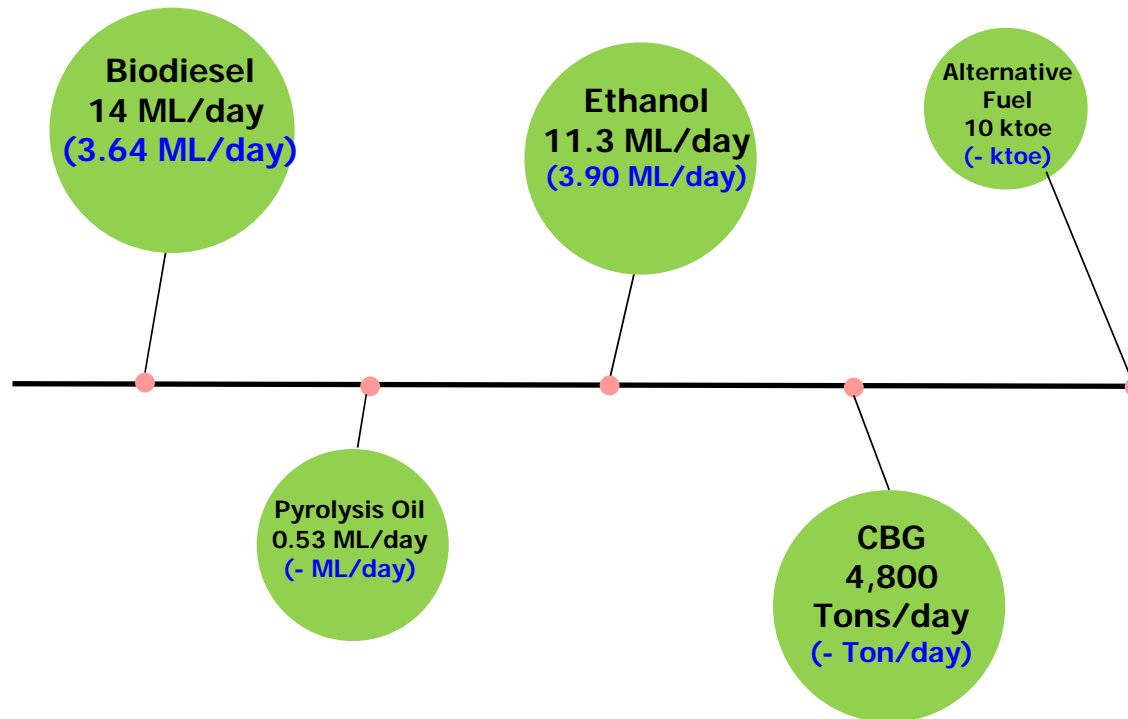 Biodiesel
14 ML/day
(3.64 ML/day)
Ethanol
11.3 ML/day
(3.90 ML/day)
Alternative
Fuel
10 ktoe
(- ktoe)
Pyrolysis Oil
0.53 ML/day
(- ML/day)
CBG
4,800
Tons/day
(- Ton/day)